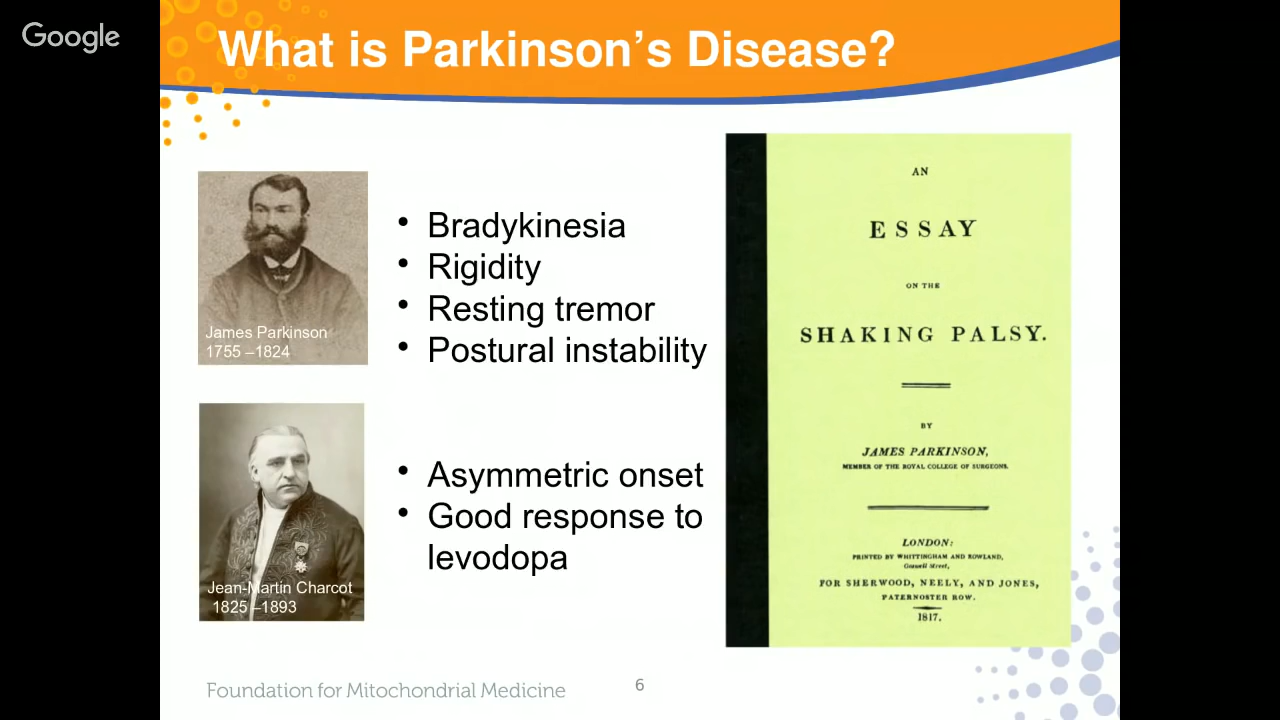 Google
What is Parkinson’s Disease?
James Parkinson
1755 –1824
• Bradykinesia
• Rigidity
• Resting tremor
• Postural instability
Jean-Martin Charcot
1825 –1893
• Asymmetric onset
• Good response to
levodopa
AN
ESSAY
ON THE
SHAKING PALSY.
BY
JAMES PARKINSON,
MEMBER OF THE ROYAL COLLEGE OF SURGEONS.
LONDON:
PRINTED BY WHITTINGHAM AND ROWLAND,
Goswell Street,
FOR SHERWOOD, NEELY, AND JONES,
PATERNOSTER ROW.
1817.
Foundation for Mitochondrial Medicine
6